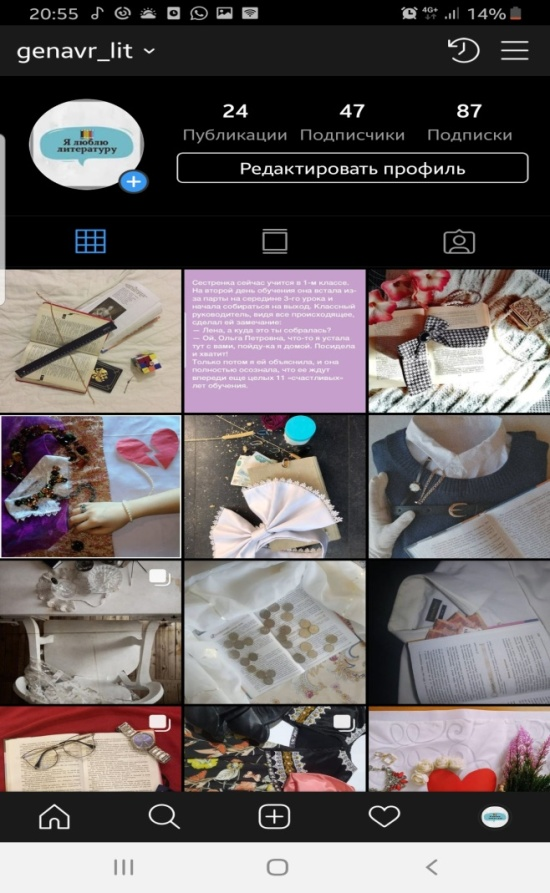 20:55
4G+
14%
genavr_lit
24
47
87
Публикации
Подписчики
Подписки
Я люблю
литературу
Редактировать профиль
Сестренка сейчас учится в 1-м классе.
На второй день обучения она встала из-
за парты на середине 3-го урока и
начала собираться на выход. Классный
руководитель, видя все происходящее,
сделал ей замечание:
— Лена, а куда это ты собралась?
— Ой, Ольга Петровна, что-то я устала
тут с вами, пойду-ка я домой. Посидела
и хватит!
Только потом я ей объяснила, и она
полностью осознала, что ее ждут
впереди еще целых 11 «счастливых»
лет обучения.